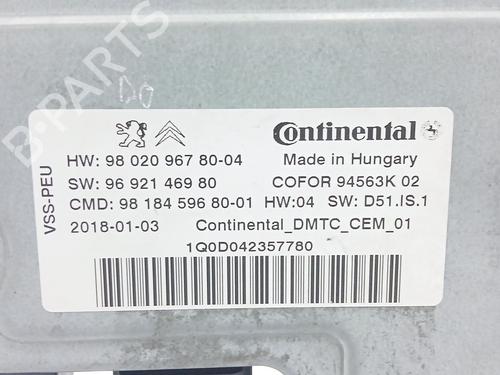 B-PARTS
DO
Continental
HW: 98 020 967 80-04
Made in Hungary
SW: 96 921 469 80
COFOR 94563K 02
CMD: 98 184 596 80-01
HW:04
SW: D51.IS.1
2018-01-03
Continental_DMTC_CEM_01
1Q0D042357780
VSS-PEU